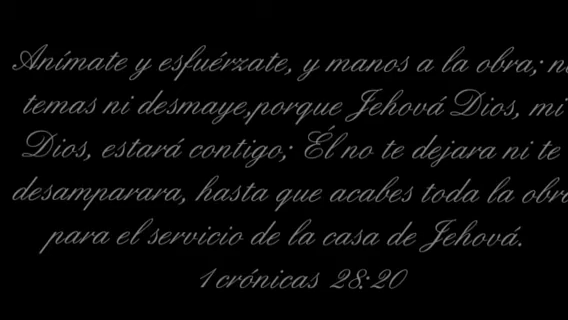 Anímate y esfuérzate, y manos a la obra; n
temas ni desmaye,porque Jehová Dios, mi
Dios, estará contigo; Él no te dejara ni te
desamparara, hasta que acabes toda la obr
para el servicio de la casa de Jehová.
1 crónicas 28:20